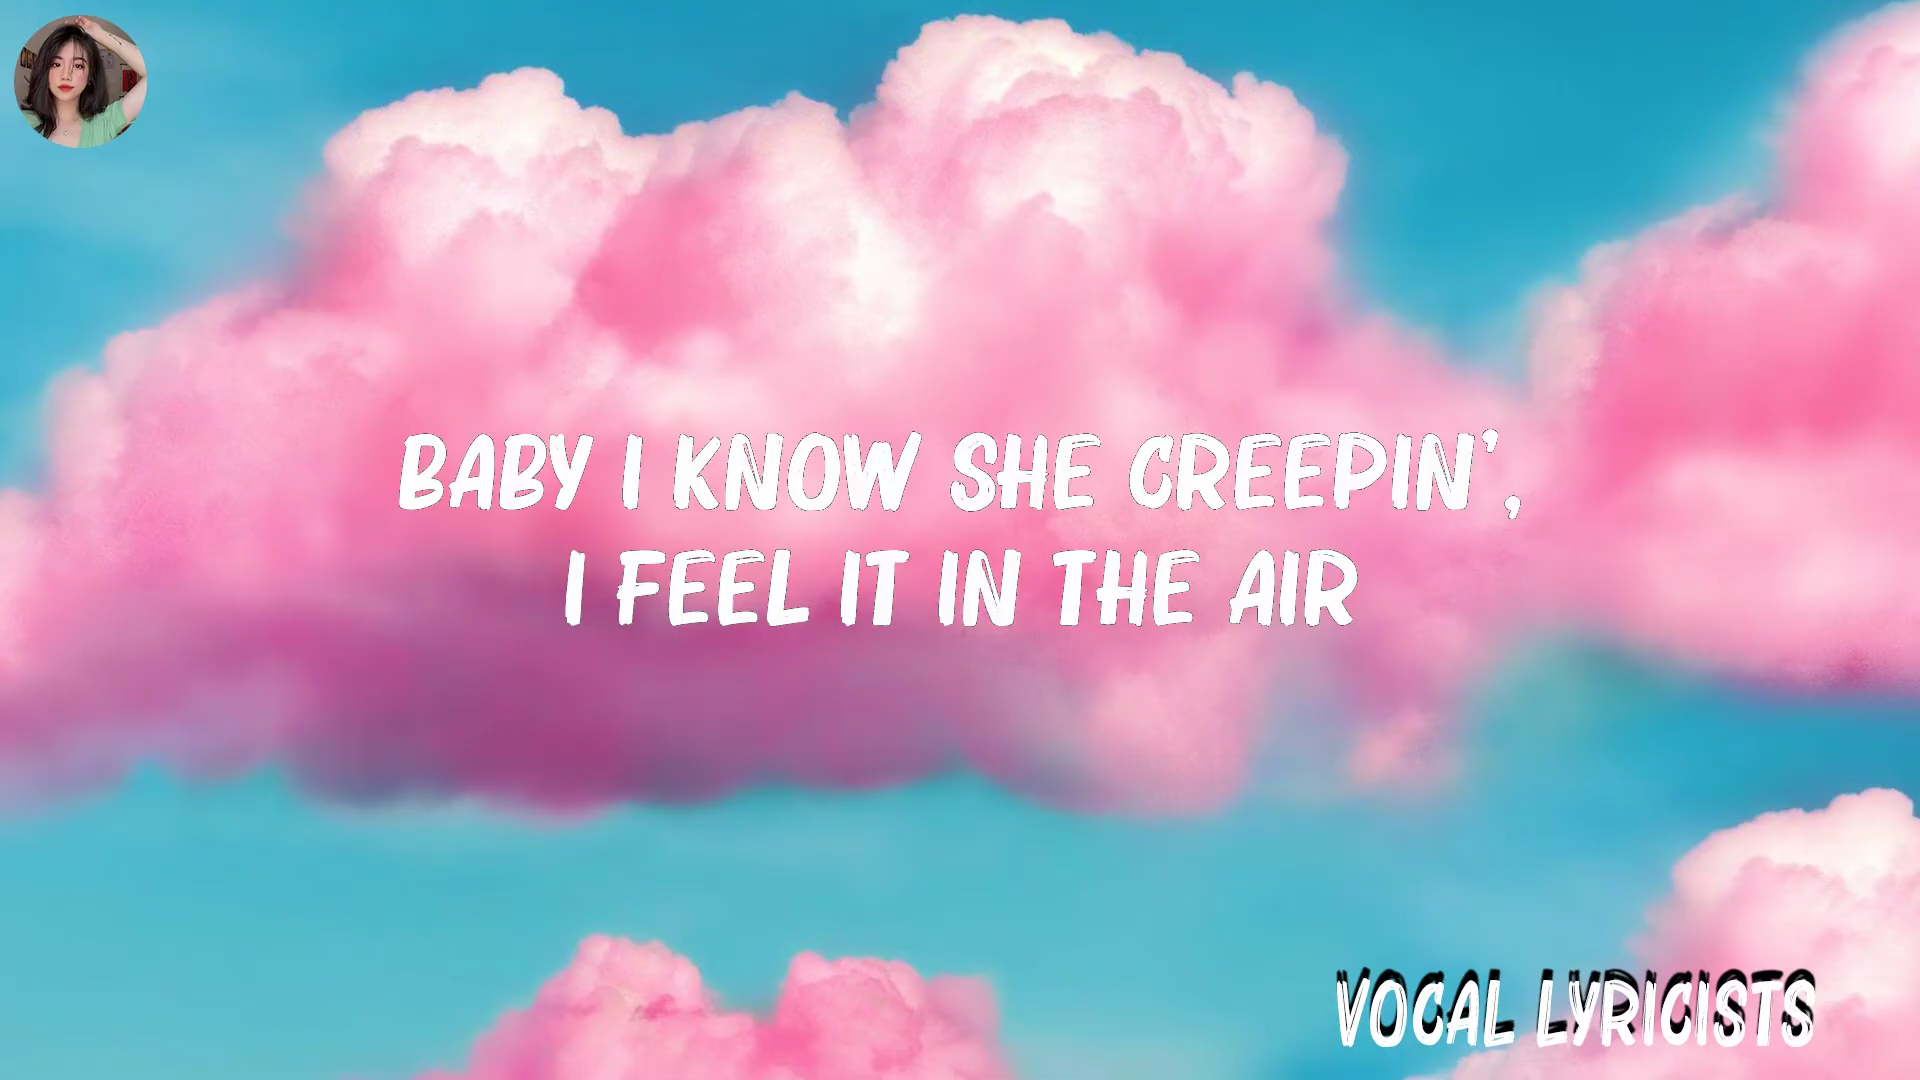 BABY I KNOW SHE CREEPIN',
I FEEL IT IN THE AIR
VOCAL LYRICISTS